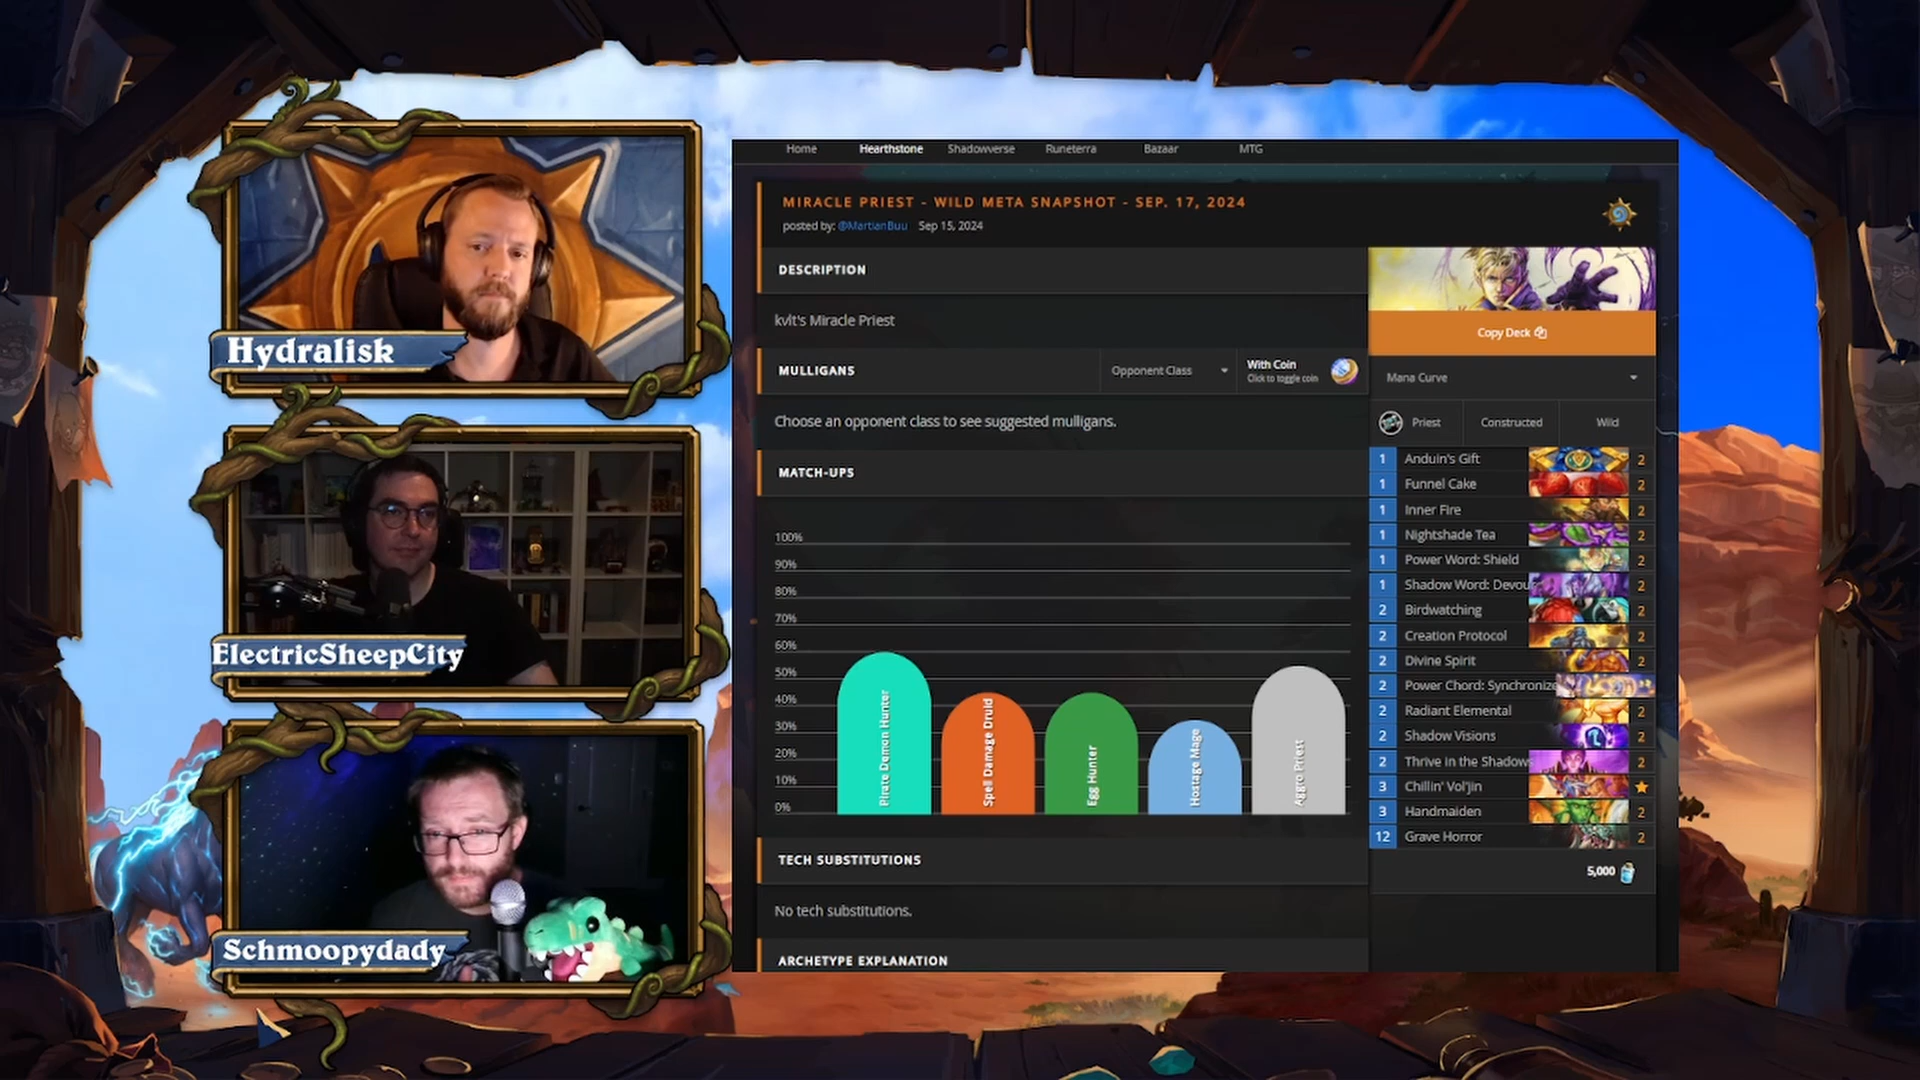 Home Hearthstone Shadowverse Runeterra Bazaar MTG
MIRACLE PRIEST - WILD META SNAPSHOT - SEP. 17, 2024
posted by: @MartianBuu Sep 15, 2024
DESCRIPTION
kvlt's Miracle Priest
MULLIGANS
Opponent Class
With Coin
Click to toggle coin
Choose an opponent class to see suggested mulligans.
MATCH-UPS
100%
90%
80%
70%
60%
50%
40%
30%
20%
10%
0%
Pirate Demon Hunter
Spell Damage Druid
Egg Hunter
Hostage Mage
Aggro Priest
TECH SUBSTITUTIONS
No tech substitutions.
ARCHETYPE EXPLANATION
Copy Deck
Mana Curve
Priest Constructed Wild
1 Anduin's Gift 2
1 Funnel Cake 2
1 Inner Fire 2
1 Nightshade Tea 2
1 Power Word: Shield 2
1 Shadow Word: Devou 2
2 Birdwatching 2
2 Creation Protocol 2
2 Divine Spirit 2
2 Power Chord: Synchronize 2
2 Radiant Elemental 2
2 Shadow Visions 2
2 Thrive in the Shadows 2
3 Chillin' Vol'jin
3 Handmaiden 2
12 Grave Horror 2
5,000
Hydralisk
ElectricSheepCity
Schmoopydady